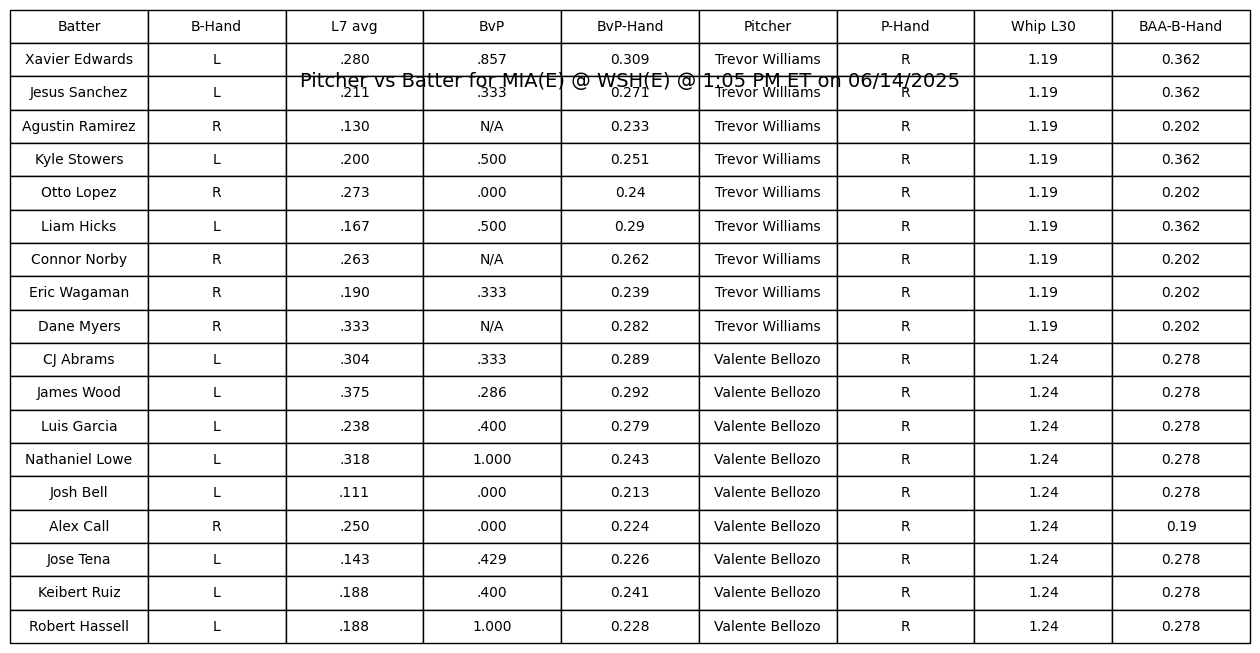 Batter B-Hand L7 avg BvP BvP-Hand Pitcher P-Hand Whip L30 BAA-B-Hand
Xavier Edwards L .280 .857 0.309 Trevor Williams R 1.19 0.362
Pitcher vs Batter for MIA(E) @ WSH(E) @ 1:05 PM ET on 06/14/2025
Jesus Sanchez L .211 .333 0.271 Trevor Williams R 1.19 0.362
Agustin Ramirez R .130 N/A 0.233 Trevor Williams R 1.19 0.202
Kyle Stowers L .200 .500 0.251 Trevor Williams R 1.19 0.362
Otto Lopez R .273 .000 0.24 Trevor Williams R 1.19 0.202
Liam Hicks L .167 .500 0.29 Trevor Williams R 1.19 0.362
Connor Norby R .263 N/A 0.262 Trevor Williams R 1.19 0.202
Eric Wagaman R .190 .333 0.239 Trevor Williams R 1.19 0.202
Dane Myers R .333 N/A 0.282 Trevor Williams R 1.19 0.202
CJ Abrams L .304 .333 0.289 Valente Bellozo R 1.24 0.278
James Wood L .375 .286 0.292 Valente Bellozo R 1.24 0.278
Luis Garcia L .238 .400 0.279 Valente Bellozo R 1.24 0.278
Nathaniel Lowe L .318 1.000 0.243 Valente Bellozo R 1.24 0.278
Josh Bell L .111 .000 0.213 Valente Bellozo R 1.24 0.278
Alex Call R .250 .000 0.224 Valente Bellozo R 1.24 0.19
Jose Tena L .143 .429 0.226 Valente Bellozo R 1.24 0.278
Keibert Ruiz L .188 .400 0.241 Valente Bellozo R 1.24 0.278
Robert Hassell L .188 1.000 0.228 Valente Bellozo R 1.24 0.278